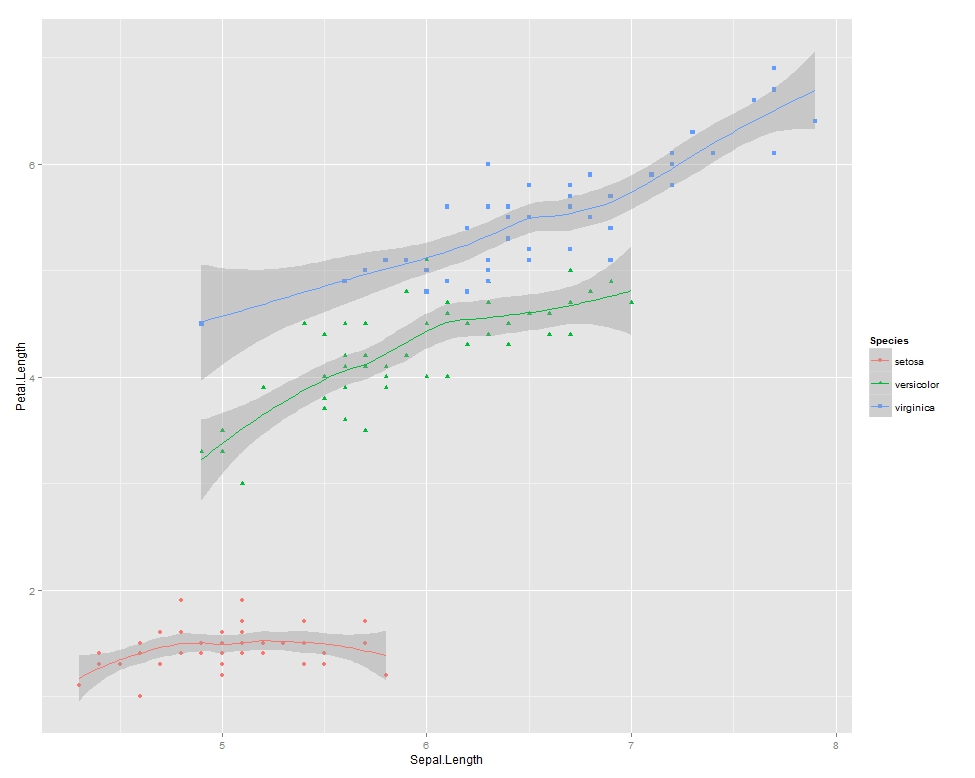 6
4
2
Petal.Length
5 6 7 8
Sepal.Length
Species
setosa
versicolor
virginica